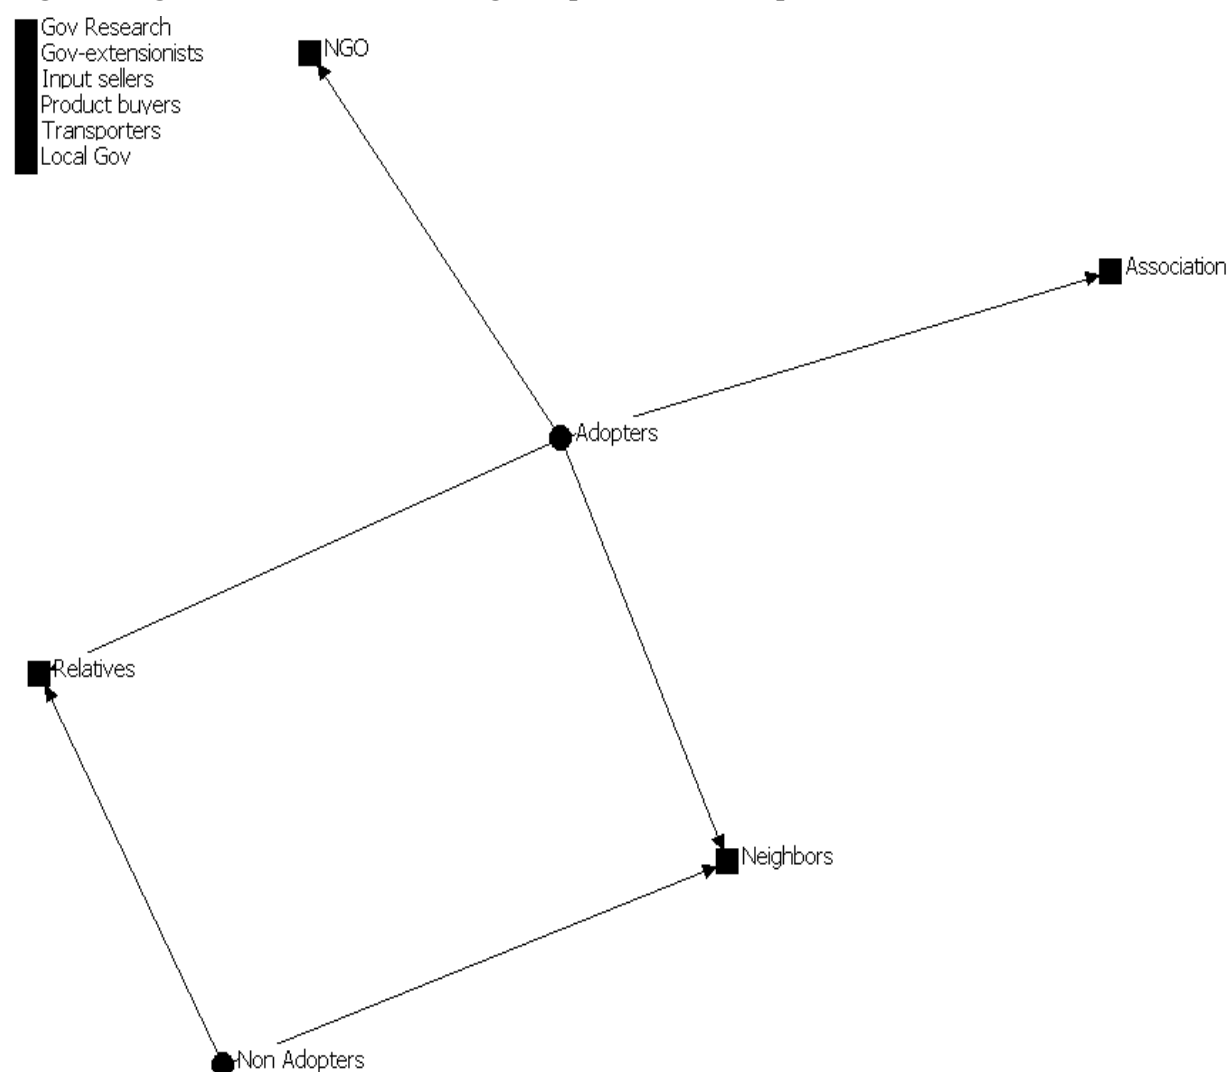 Gov Research
Gov-extensionists
Input sellers
Product buyers
Transporters
Local Gov
NGO
Association
Adopters
Relatives
Neighbors
Non Adopters